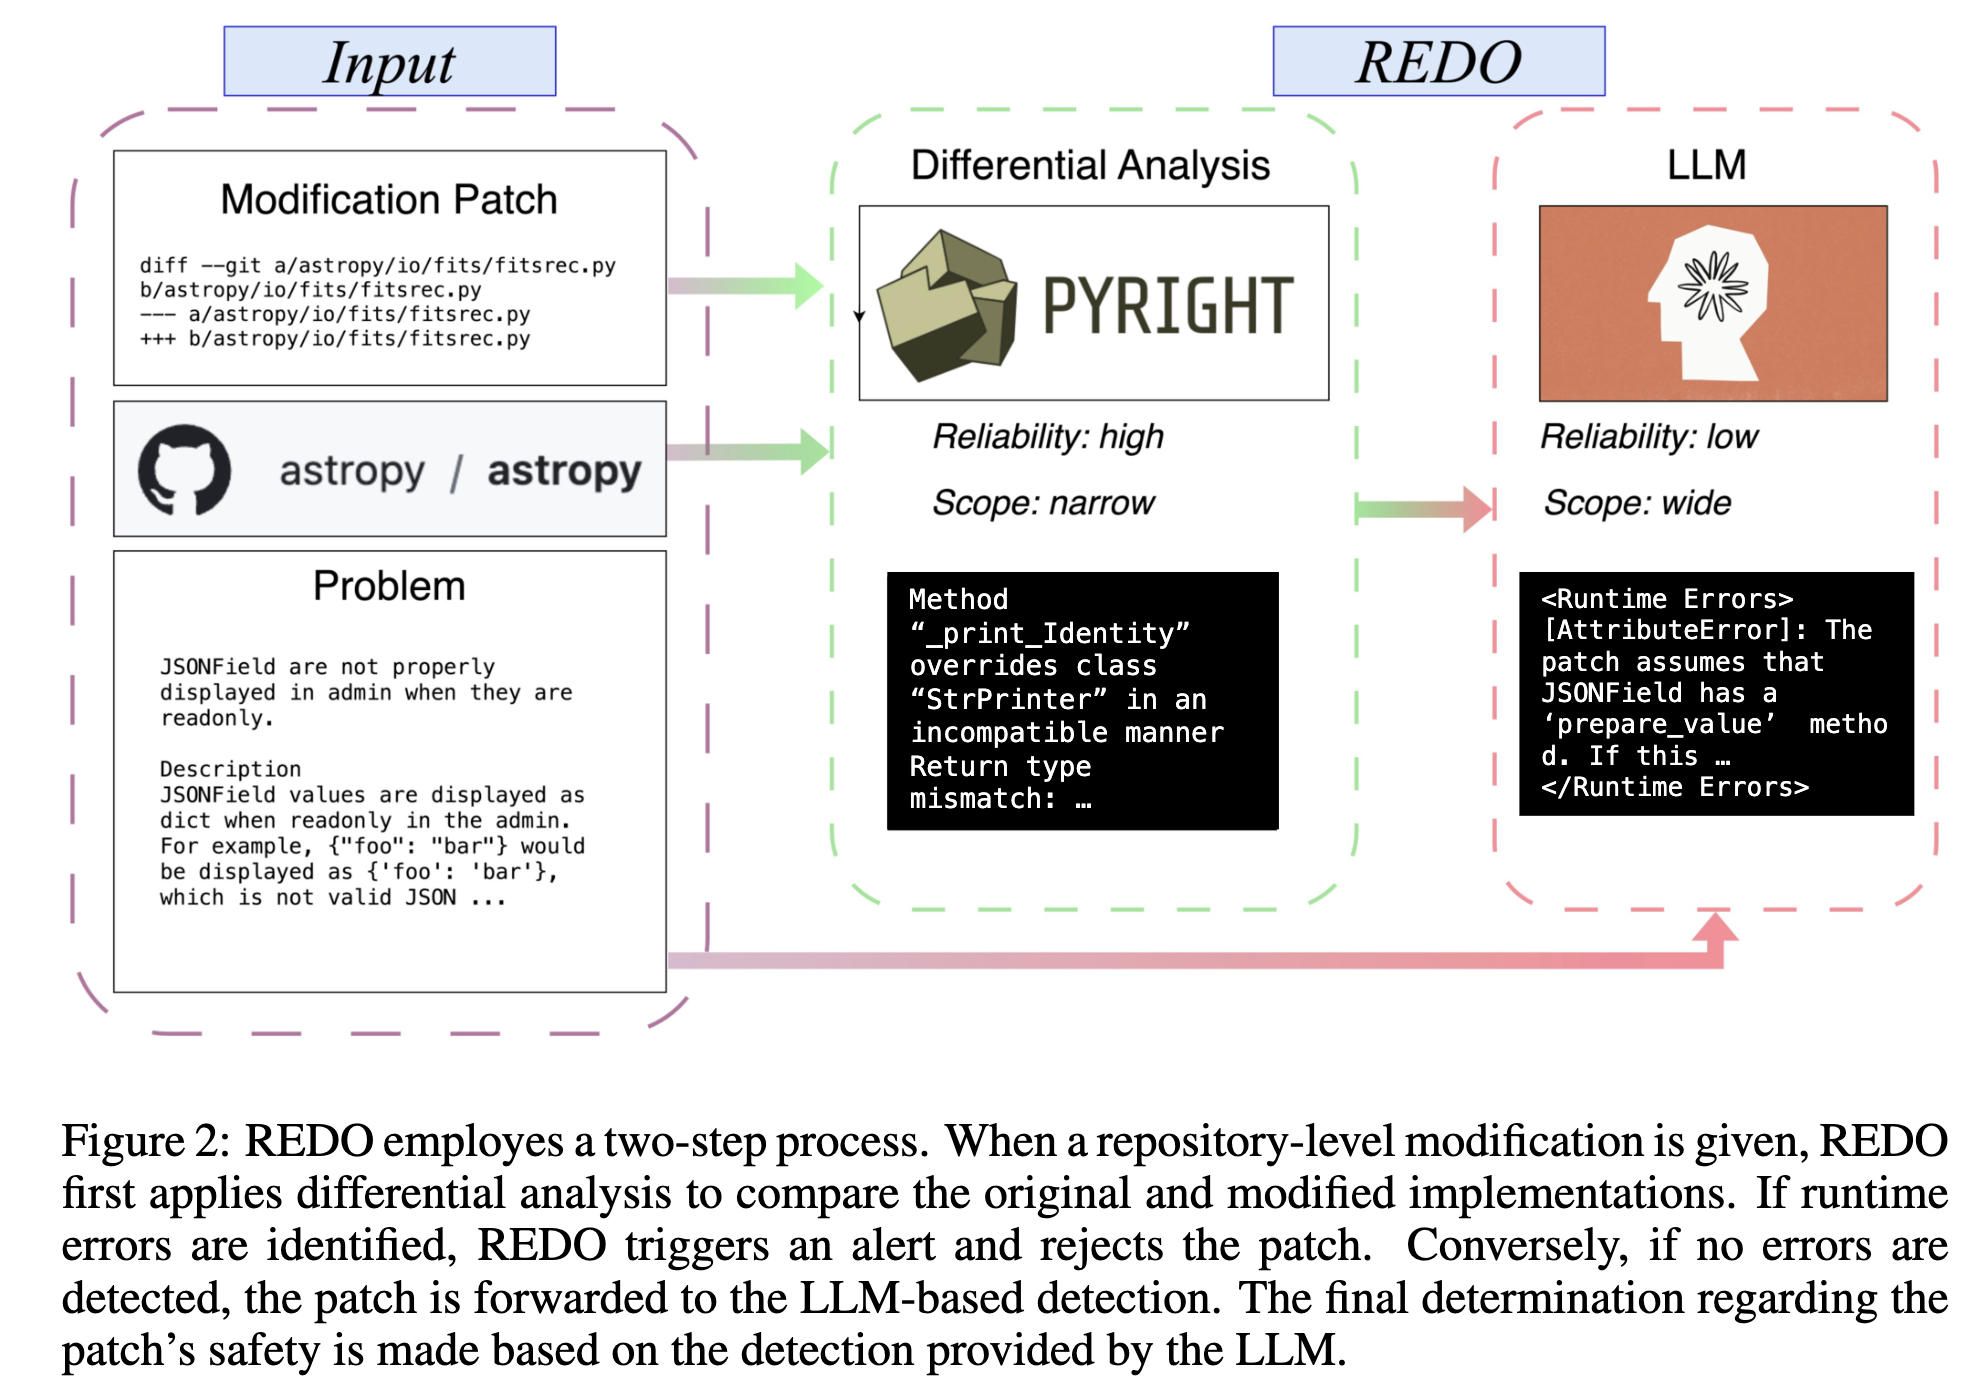 Input
REDO
Modification Patch
diff --git a/astropy/io/fits/fitsrec.py
b/astropy/io/fits/fitsrec.py
--- a/astropy/io/fits/fitsrec.py
+++ b/astropy/io/fits/fitsrec.py
astropy / astropy
Problem
JSONField are not properly
displayed in admin when they are
readonly.
Description
JSONField values are displayed as
dict when readonly in the admin.
For example, {"foo": "bar"} would
be displayed as {'foo': 'bar'},
which is not valid JSON ...
Differential Analysis
PYRIGHT
Reliability: high
Scope: narrow
Method
“_print_Identity”
overrides class
“StrPrinter” in an
incompatible manner
Return type
mismatch: …
LLM
Reliability: low
Scope: wide
<Runtime Errors>
[AttributeError]: The
patch assumes that
JSONField has a
‘prepare_value’ metho
d. If this …
</Runtime Errors>
Figure 2: REDO employes a two-step process. When a repository-level modification is given, REDO
first applies differential analysis to compare the original and modified implementations. If runtime
errors are identified, REDO triggers an alert and rejects the patch. Conversely, if no errors are
detected, the patch is forwarded to the LLM-based detection. The final determination regarding the
patch’s safety is made based on the detection provided by the LLM.